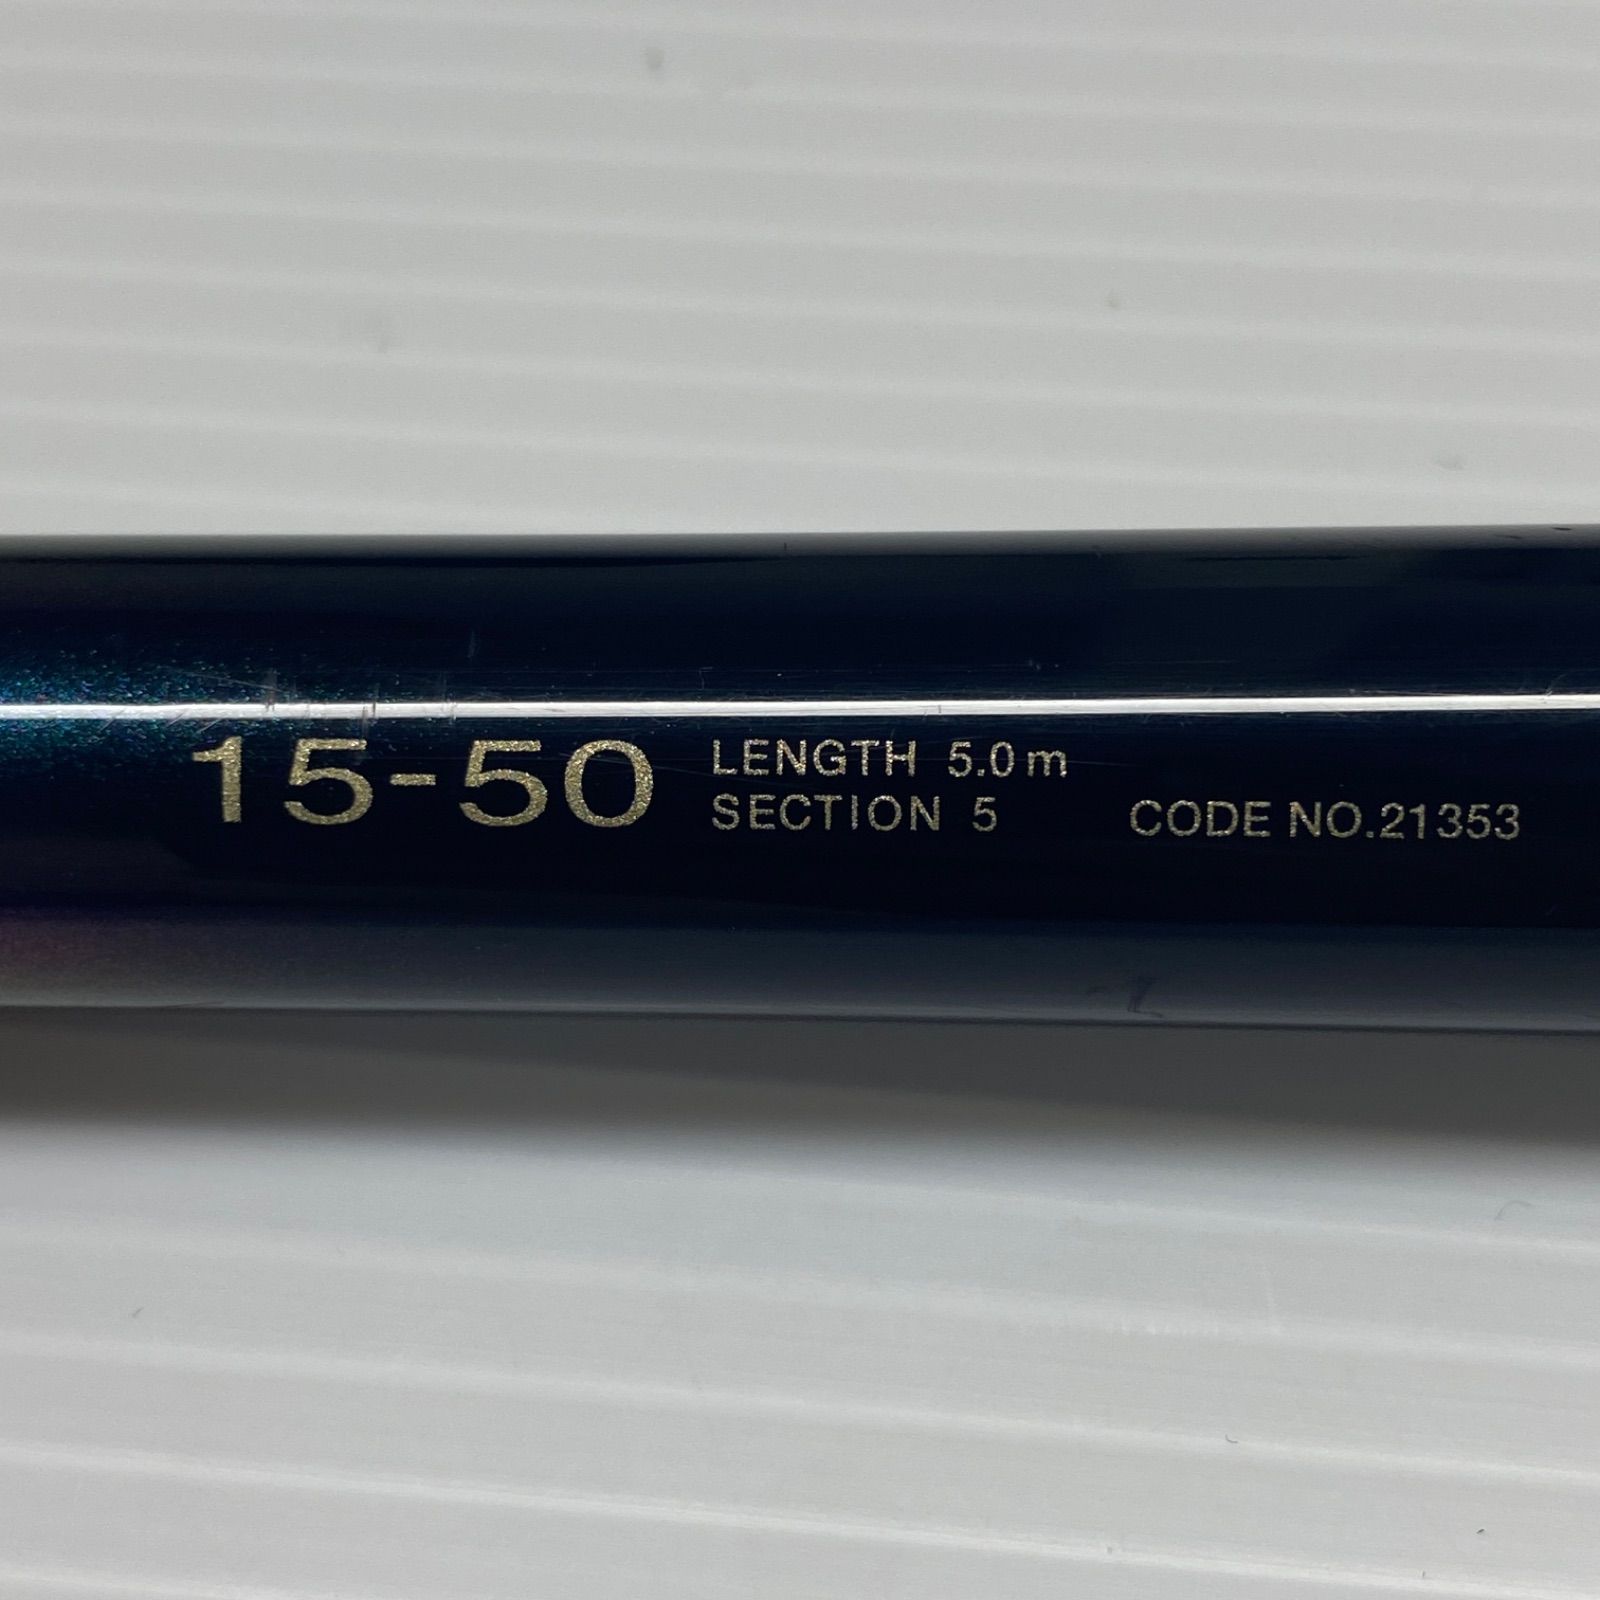 15-50
LENGTH 5.0m
SECTION 5
CODE NO.21353